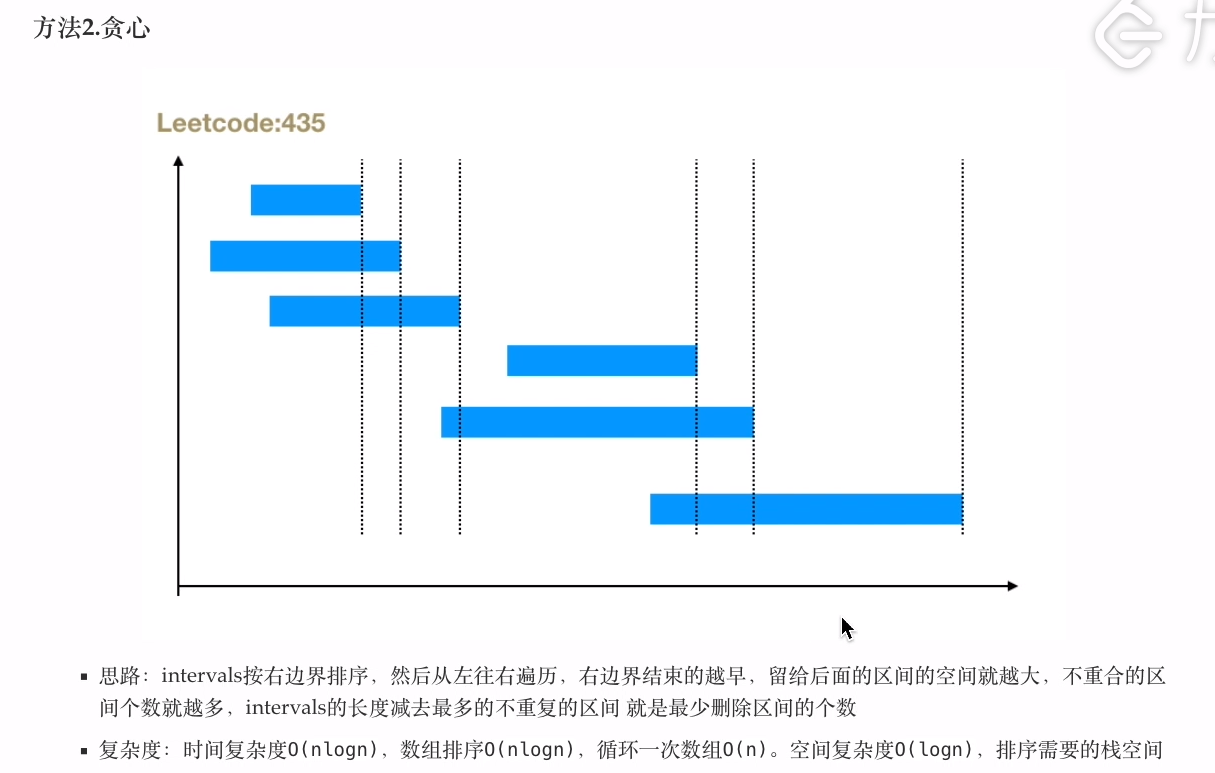 方法2.贪心
Leetcode:435
思路：intervals按右边界排序，然后从左往右遍历，右边界结束的越早，留给后面的区间的空间就越大，不重合的区
间个数就越多，intervals的长度减去最多的不重复的区间 就是最少删除区间的个数
复杂度：时间复杂度O(nlogn)，数组排序O(nlogn)，循环一次数组O(n)。空间复杂度O(logn)，排序需要的栈空间